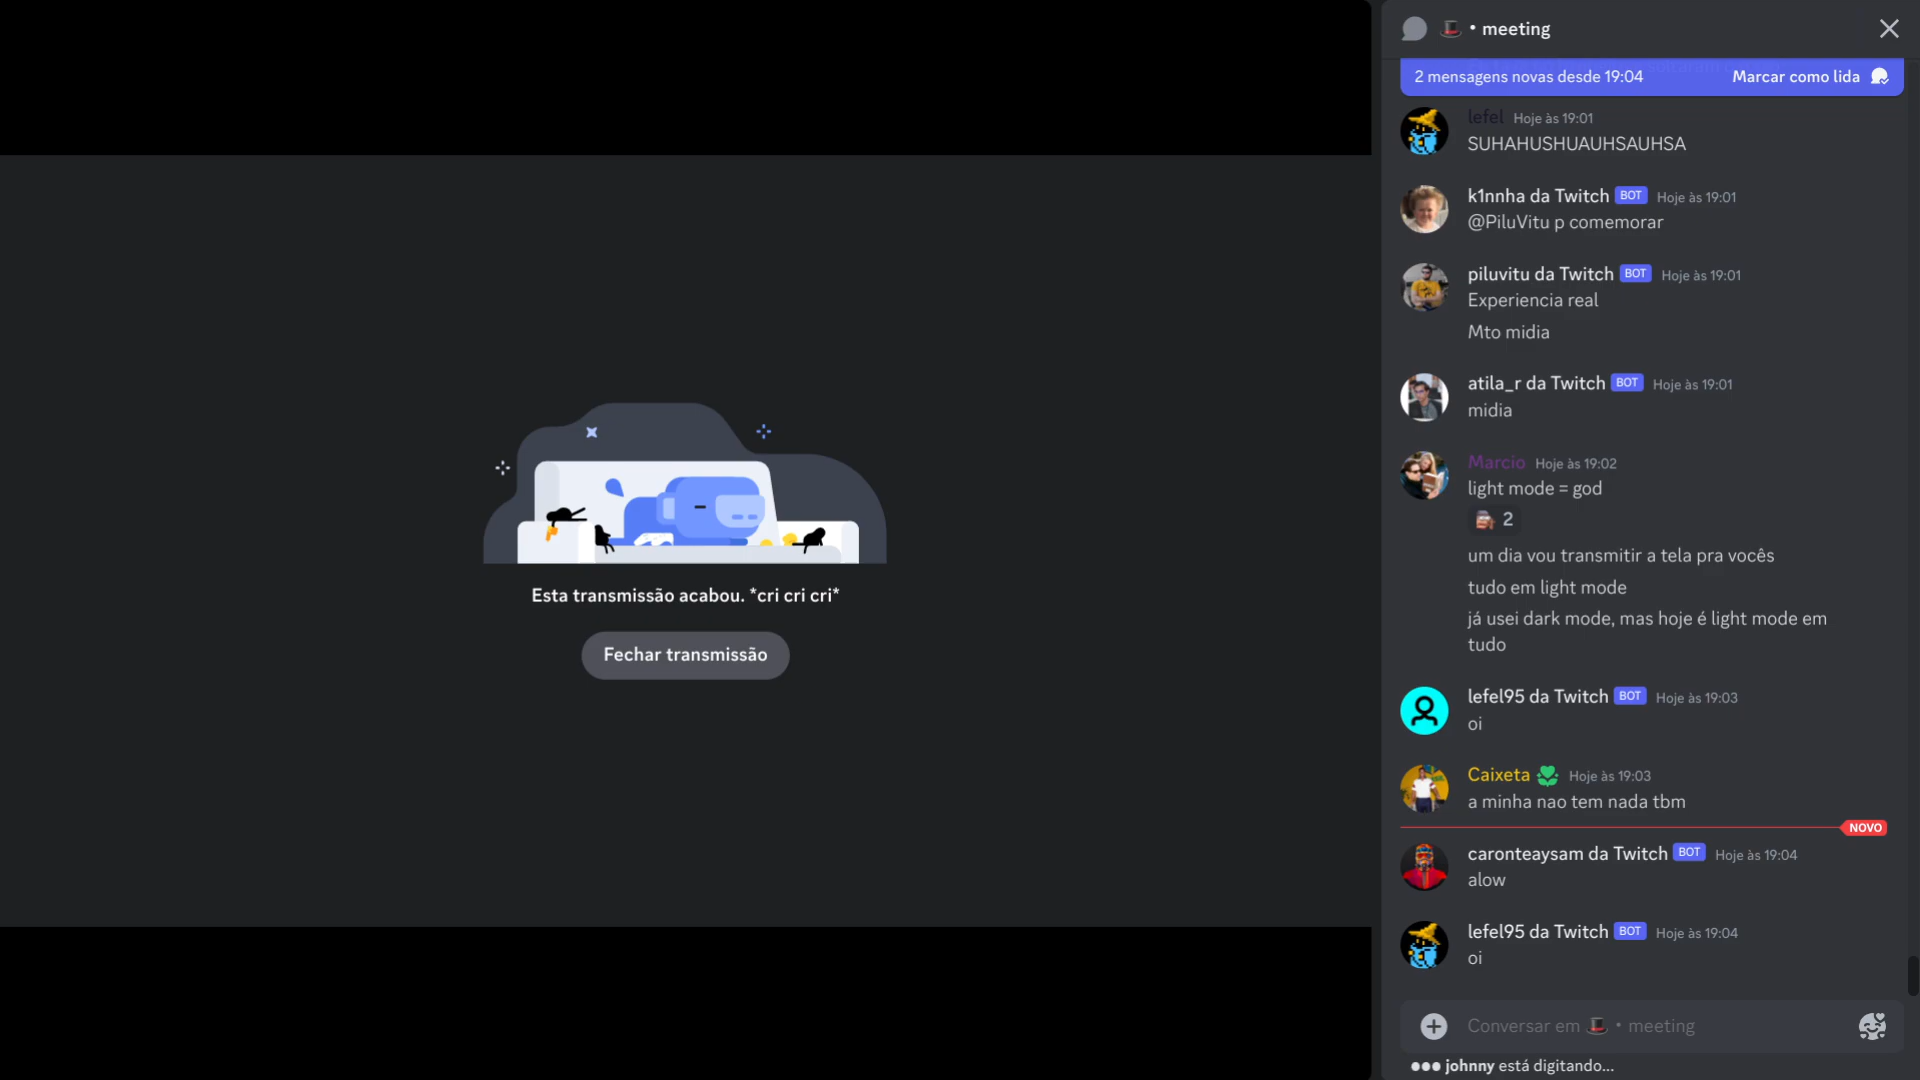 • meeting
2 mensagens novas desde 19:04
Marcar como lida
lefel Hoje às 19:01
SUHAHUSHUAUHSAUHSA
k1nnha da Twitch BOT Hoje às 19:01
@PiluVitu p comemorar
piluvitu da Twitch BOT Hoje às 19:01
Experiencia real
Mto midia
atila_r da Twitch BOT Hoje às 19:01
midia
Marcio Hoje às 19:02
light mode = god
2
um dia vou transmitir a tela pra vocês
tudo em light mode
já usei dark mode, mas hoje é light mode em
tudo
lefel95 da Twitch BOT Hoje às 19:03
oi
Caixeta Hoje às 19:03
a minha nao tem nada tbm
NOVO
caronteaysam da Twitch BOT Hoje às 19:04
alow
lefel95 da Twitch BOT Hoje às 19:04
oi
Conversar em • meeting
johnny está digitando...
Esta transmissão acabou. *cri cri cri*
Fechar transmissão